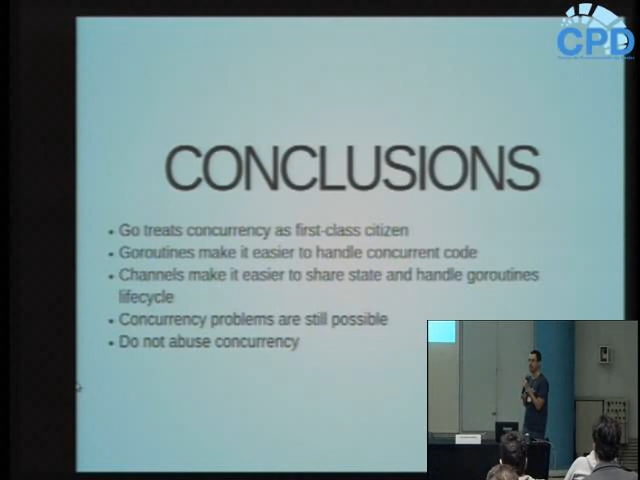 CPD
CONCLUSIONS
• Go treats concurrency as first-class citizen
• Goroutines make it easier to handle concurrent code
• Channels make it easier to share state and handle goroutines
lifecycle
• Concurrency problems are still possible
• Do not abuse concurrency